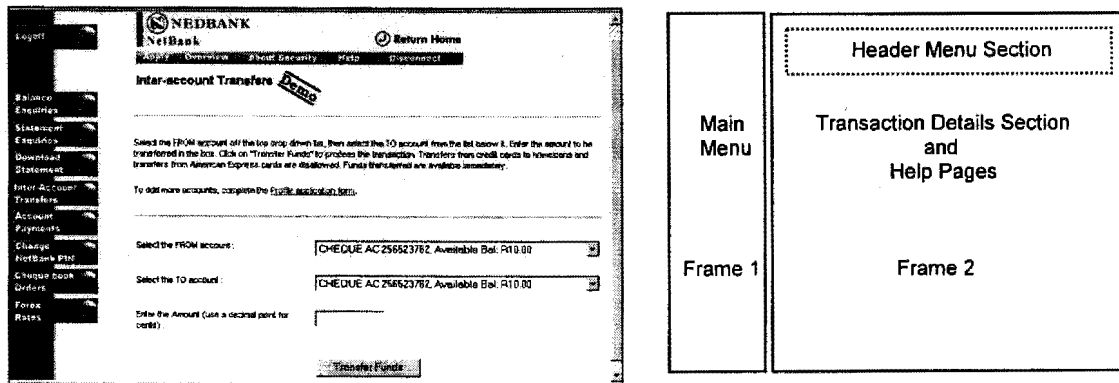 Logoff
NEDBANK
NetBank
Return Home
Apply Overview About Security Help Disconnect
Inter-account Transfers Demo
Balance
Enquiries
Statement
Enquiries
Download
Statement
Inter-Account
Transfers
Account
Payments
Change
NetBank PIN
Cheque book
Orders
Forex
Rates
Select the FROM account off the top drop down list, then select the TO account from the list below it. Enter the amount to be
transferred in the box. Click on "Transfer Funds" to process the transaction. Transfers from credit cards to homeloans and
transfers from American Express cards are disallowed. Funds transferred are available immediately.
To add more accounts, complete the Profile application form.
Select the FROM account :
CHEQUE AC 256523762, Available Bal: R10.00
Select the TO account :
CHEQUE AC 256523762, Available Bal: R10.00
Enter the Amount (use a decimal point for
cents) :
Transfer Funds
Header Menu Section
Main
Menu
Transaction Details Section
and
Help Pages
Frame 1
Frame 2